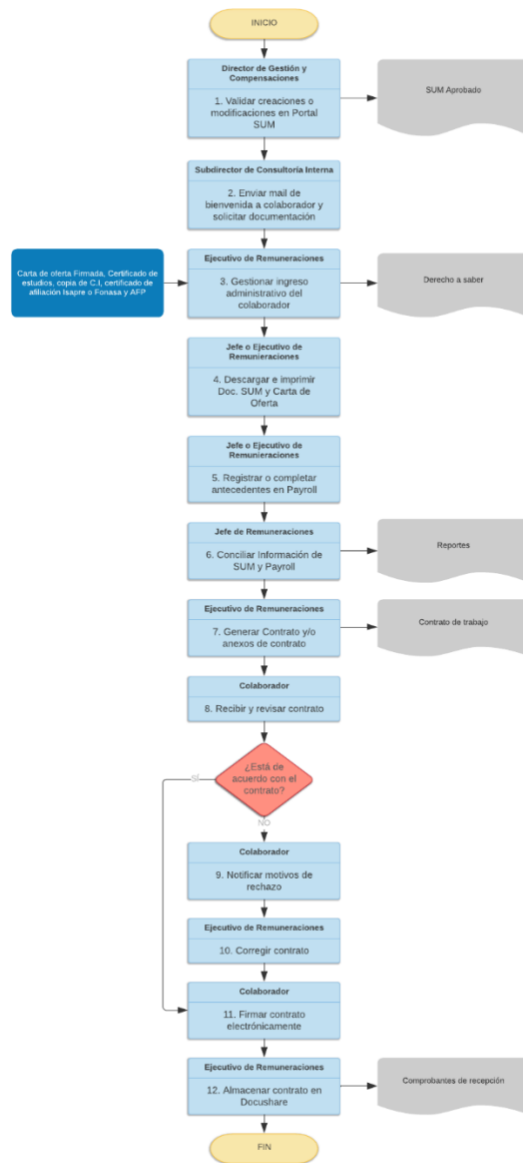 INICIO
Director de Gestión y
Compensaciones
1. Validar creaciones o
modificaciones en Portal
SUM
SUM Aprobado
Subdirector de Consultoría Interna
2. Enviar mail de
bienvenida a colaborador y
solicitar documentación
Carta de oferta Firmada, Certificado de
estudios, copia de C.I, certificado de
afiliación Isapre o Fonasa y AFP
Ejecutivo de Remuneraciones
3. Gestionar ingreso
administrativo del
colaborador
Derecho a saber
Jefe o Ejecutivo de
Remunieraciones
4. Descargar e imprimir
Doc. SUM y Carta de
Oferta
Jefe o Ejecutivo de
Remunieraciones
5. Registrar o completar
antecedentes en Payroll
Jefe de Remuneraciones
6. Conciliar Información de
SUM y Payroll
Reportes
Ejecutivo de Remuneraciones
7. Generar Contrato y/o
anexos de contrato
Contrato de trabajo
Colaborador
8. Recibir y revisar contrato
¿Está de
acuerdo con el
contrato?
SÍ
NO
Colaborador
9. Notificar motivos de
rechazo
Ejecutivo de Remuneraciones
10. Corregir contrato
Colaborador
11. Firmar contrato
electrónicamente
Ejecutivo de Remuneraciones
12. Almacenar contrato en
Docushare
Comprobantes de recepción
FIN